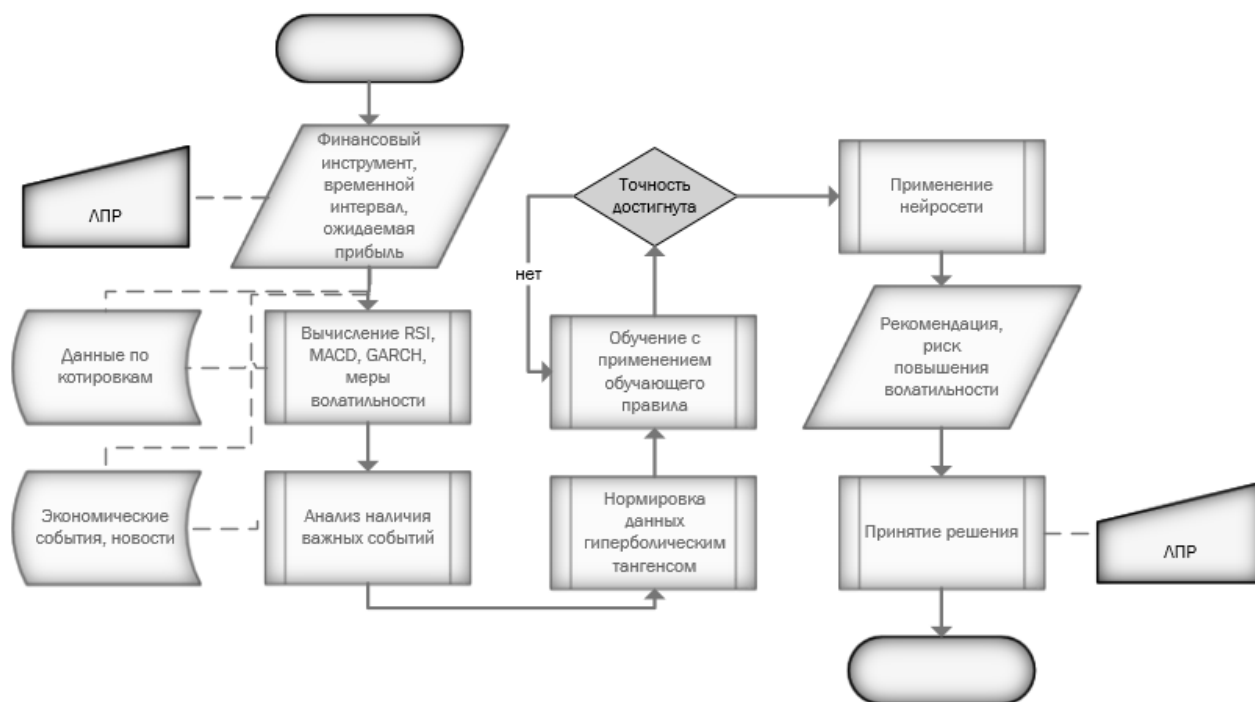 Финансовый
инструмент,
временной
интервал,
ожидаемая
прибыль
ЛПР
Данные по
котировкам
Вычисление RSI,
MACD, GARCH,
меры
волатильности
Экономические
события, новости
Анализ наличия
важных событий
Нормировка
данных
гиперболическим
тангенсом
Обучение с
применением
обучающего
правила
Точность
достигнута
нет
Применение
нейросети
Рекомендация,
риск
повышения
волатильности
Принятие решения
ЛПР